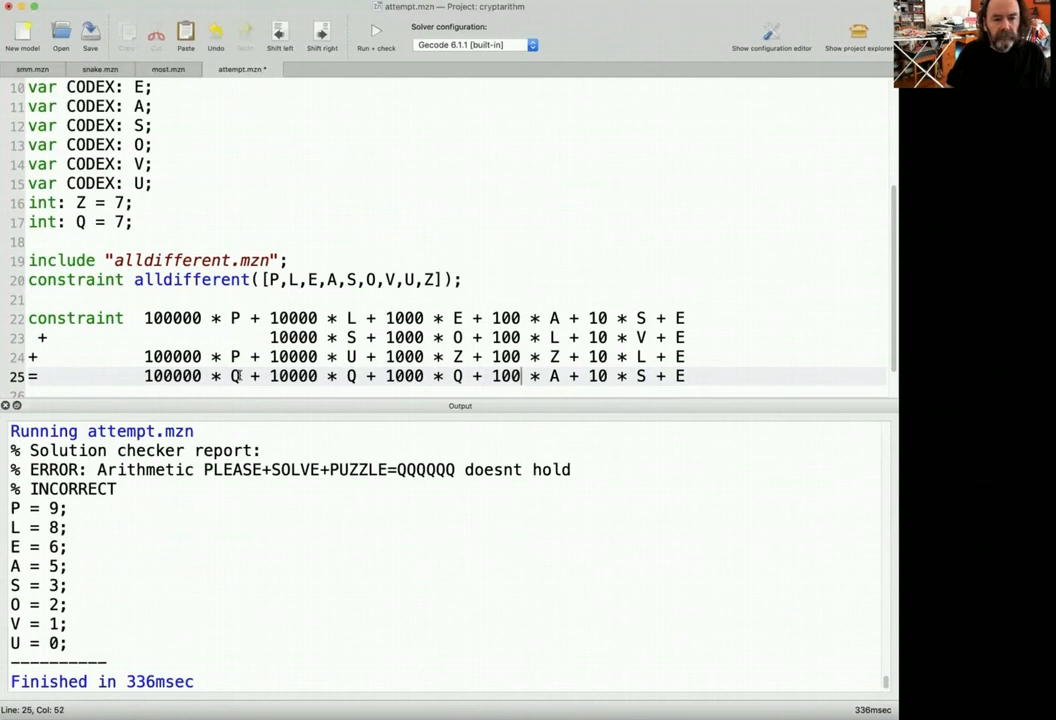 attempt.mzn — Project: cryptarithm
Solver configuration:
New model Open Save Copy Cut Paste Undo Redo Shift left Shift right Run + check Gecode 6.1.1 [built-in] Show configuration editor Show project explorer
smm.mzn snake.mzn most.mzn attempt.mzn *
10 var CODEX: E;
11 var CODEX: A;
12 var CODEX: S;
13 var CODEX: O;
14 var CODEX: V;
15 var CODEX: U;
16 int: Z = 7;
17 int: Q = 7;
18
19 include "alldifferent.mzn";
20 constraint alldifferent([P,L,E,A,S,O,V,U,Z]);
21
22 constraint 100000 * P + 10000 * L + 1000 * E + 100 * A + 10 * S + E
23 + 10000 * S + 1000 * O + 100 * L + 10 * V + E
24 + 100000 * P + 10000 * U + 1000 * Z + 100 * Z + 10 * L + E
25 = 100000 * Q + 10000 * Q + 1000 * Q + 100 * A + 10 * S + E
26
Output
Running attempt.mzn
% Solution checker report:
% ERROR: Arithmetic PLEASE+SOLVE+PUZZLE=QQQQQQ doesnt hold
% INCORRECT
P = 9;
L = 8;
E = 6;
A = 5;
S = 3;
O = 2;
V = 1;
U = 0;
----------
Finished in 336msec
Line: 25, Col: 52 336msec